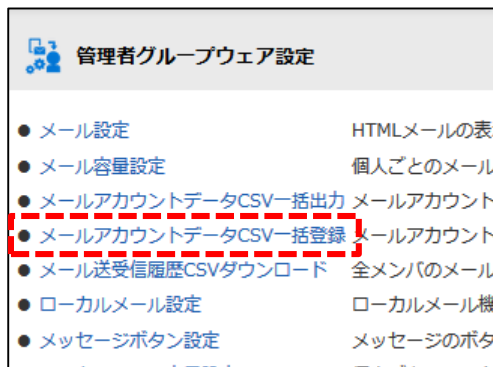 管理者グループウェア設定
● メール設定 HTMLメールの表
● メール容量設定 個人ごとのメール
● メールアカウントデータCSV一括出力 メールアカウント
● メールアカウントデータCSV一括登録 メールアカウント
● メール送受信履歴CSVダウンロード 全メンバのメール
● ローカルメール設定 ローカルメール機
● メッセージボタン設定 メッセージのボタ